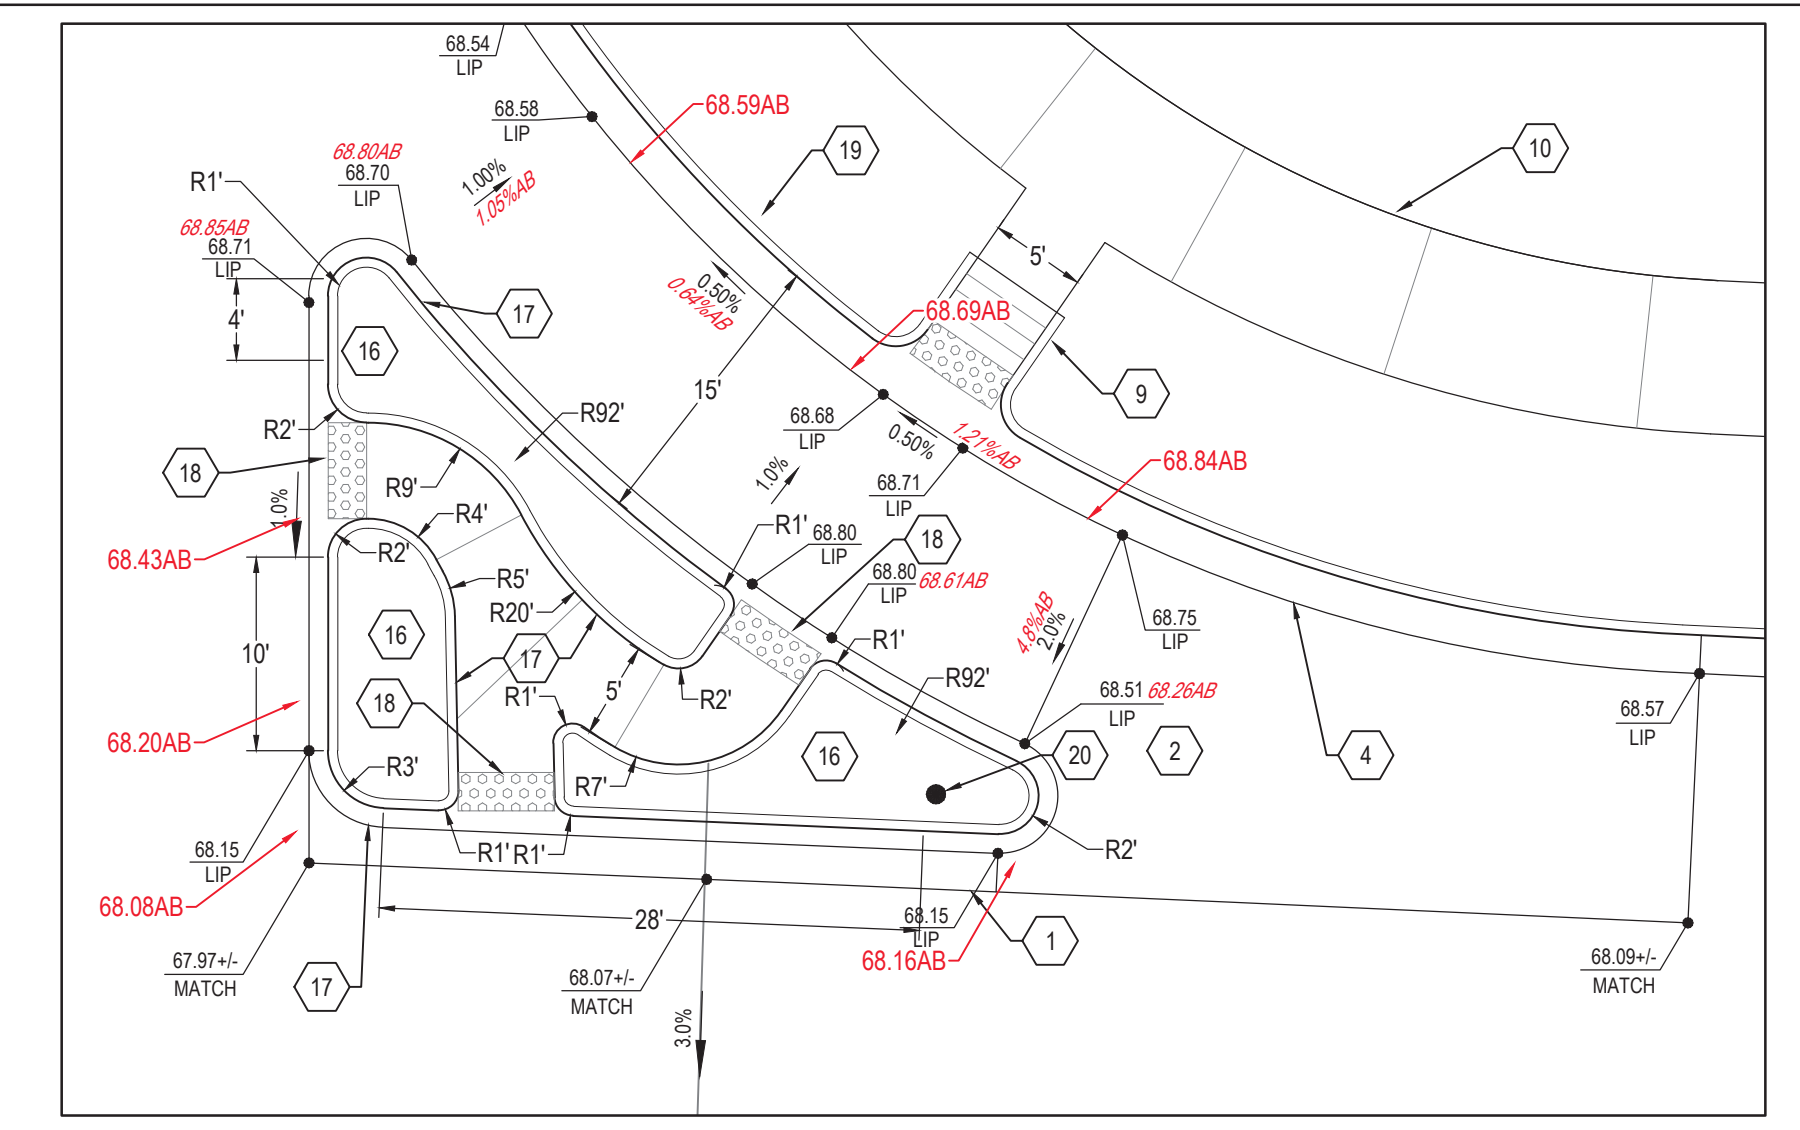 68.54
LIP
68.58
LIP
68.59AB
19
10
68.80AB
68.70
LIP
R1'
1.00%
1.05%AB
68.85AB
68.71
LIP
5'
4'
17
0.50%
0.64%AB
68.69AB
16
15'
9
R92'
R2'
68.68
LIP
0.50%
1.21%AB
68.84AB
18
R9'
1.0%
1.0%
68.71
LIP
R4'
R1'
68.80
LIP
18
68.43AB
R2'
R5'
68.80
68.61AB
LIP
R20'
4.8%AB
2.0%
68.75
LIP
16
10'
17
R1'
R92'
5'
R2'
R1'
68.51
68.26AB
LIP
18
68.57
LIP
68.20AB
16
20
2
4
R3'
R7'
68.15
LIP
R1'
R1'
R2'
68.08AB
28'
68.15
LIP
1
68.16AB
67.97+/-
MATCH
17
68.07+/-
MATCH
68.09+/-
MATCH
3.0%